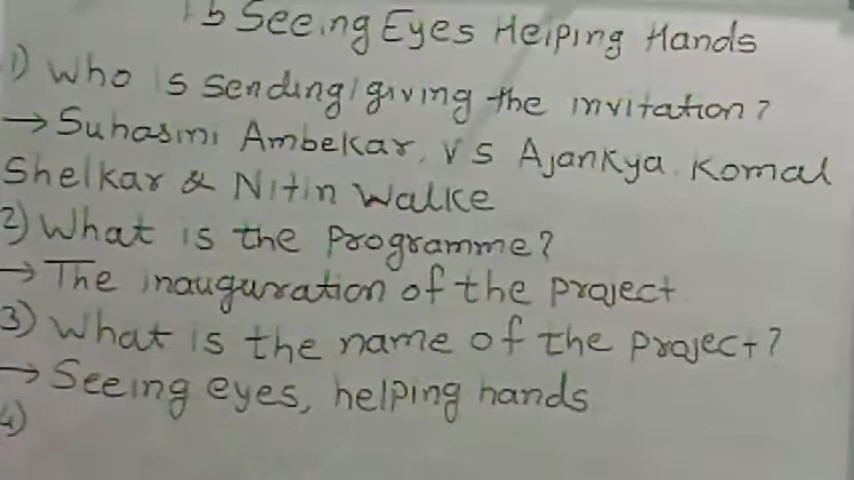 1 b Seeing Eyes Helping Hands
1) Who is sending/giving the invitation?
→ Suhasini Ambekar, VS Ajankya. Komal
Shelkar & Nitin Walke
2) What is the programme?
→ The inauguration of the project
3) What is the name of the project?
→ Seeing eyes, helping hands
4)